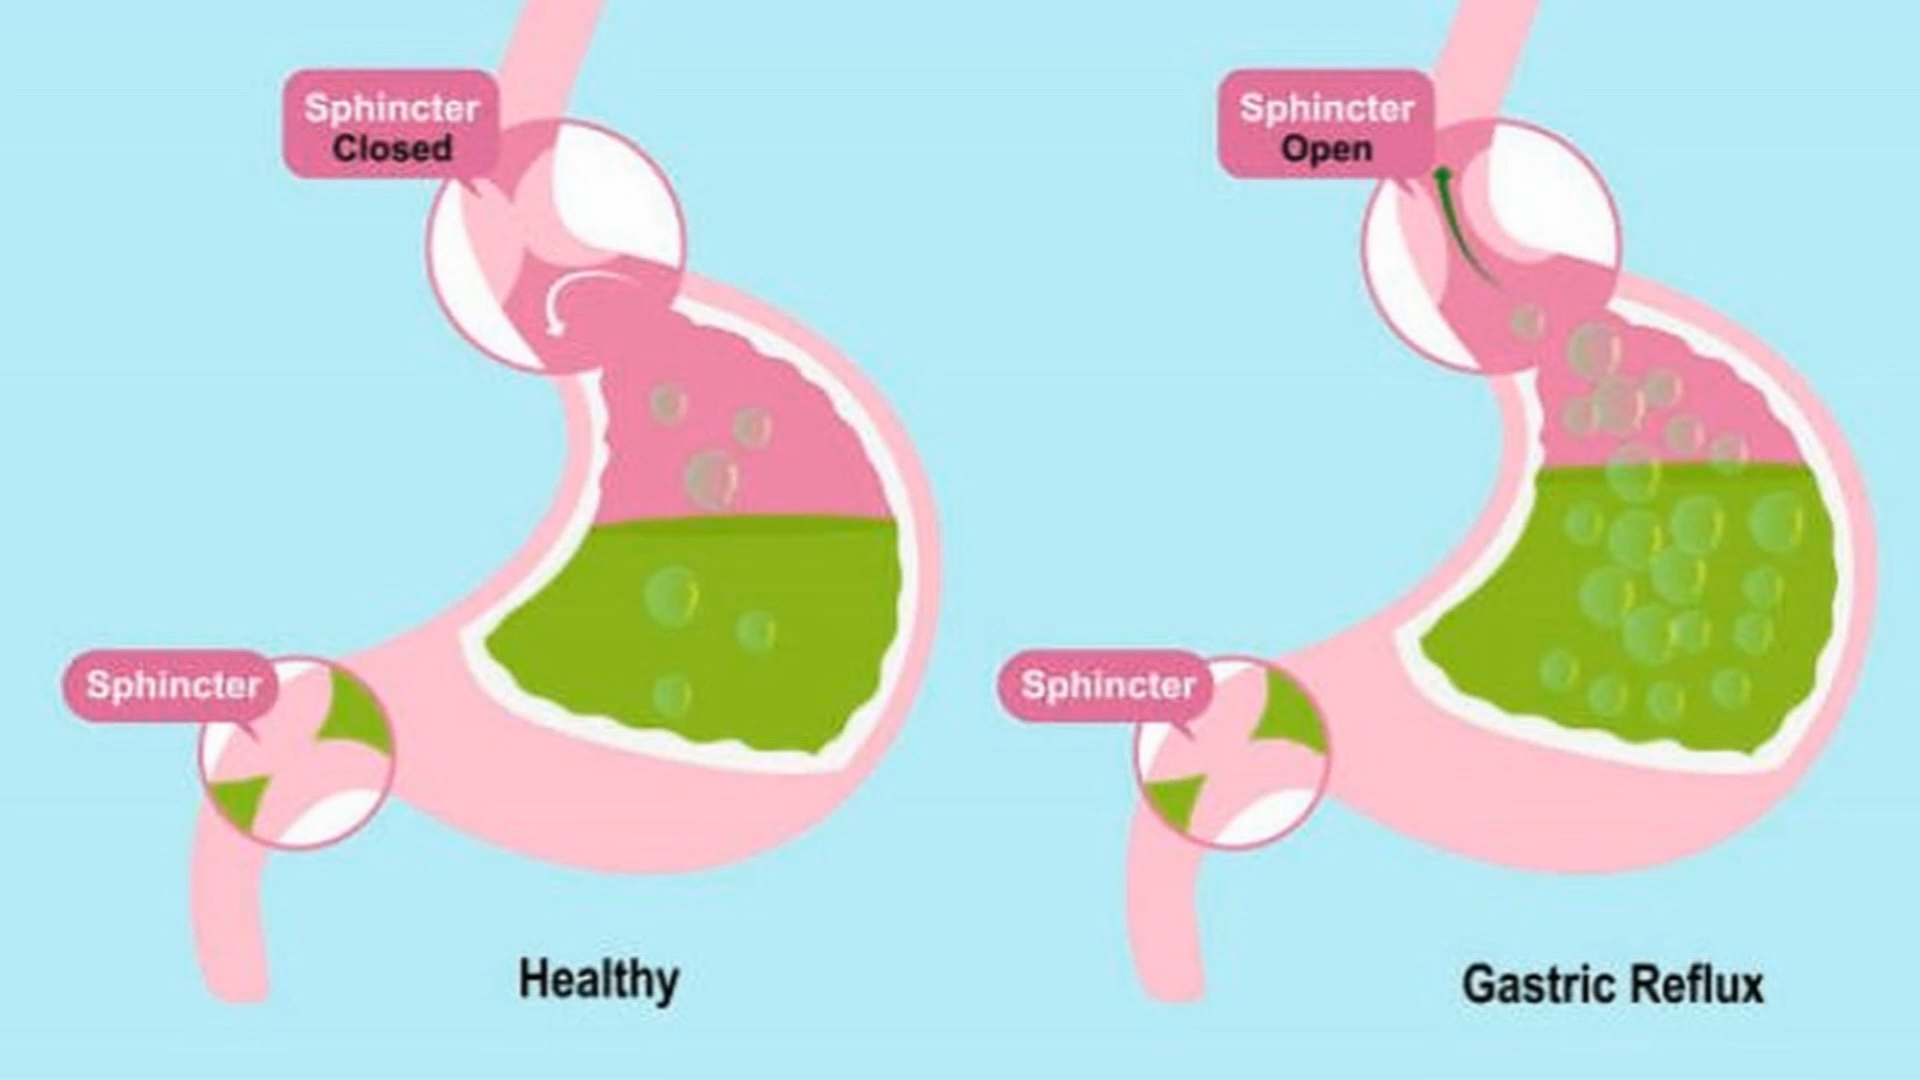 Sphincter
Closed
Sphincter
Healthy
Sphincter
Open
Sphincter
Gastric Reflux